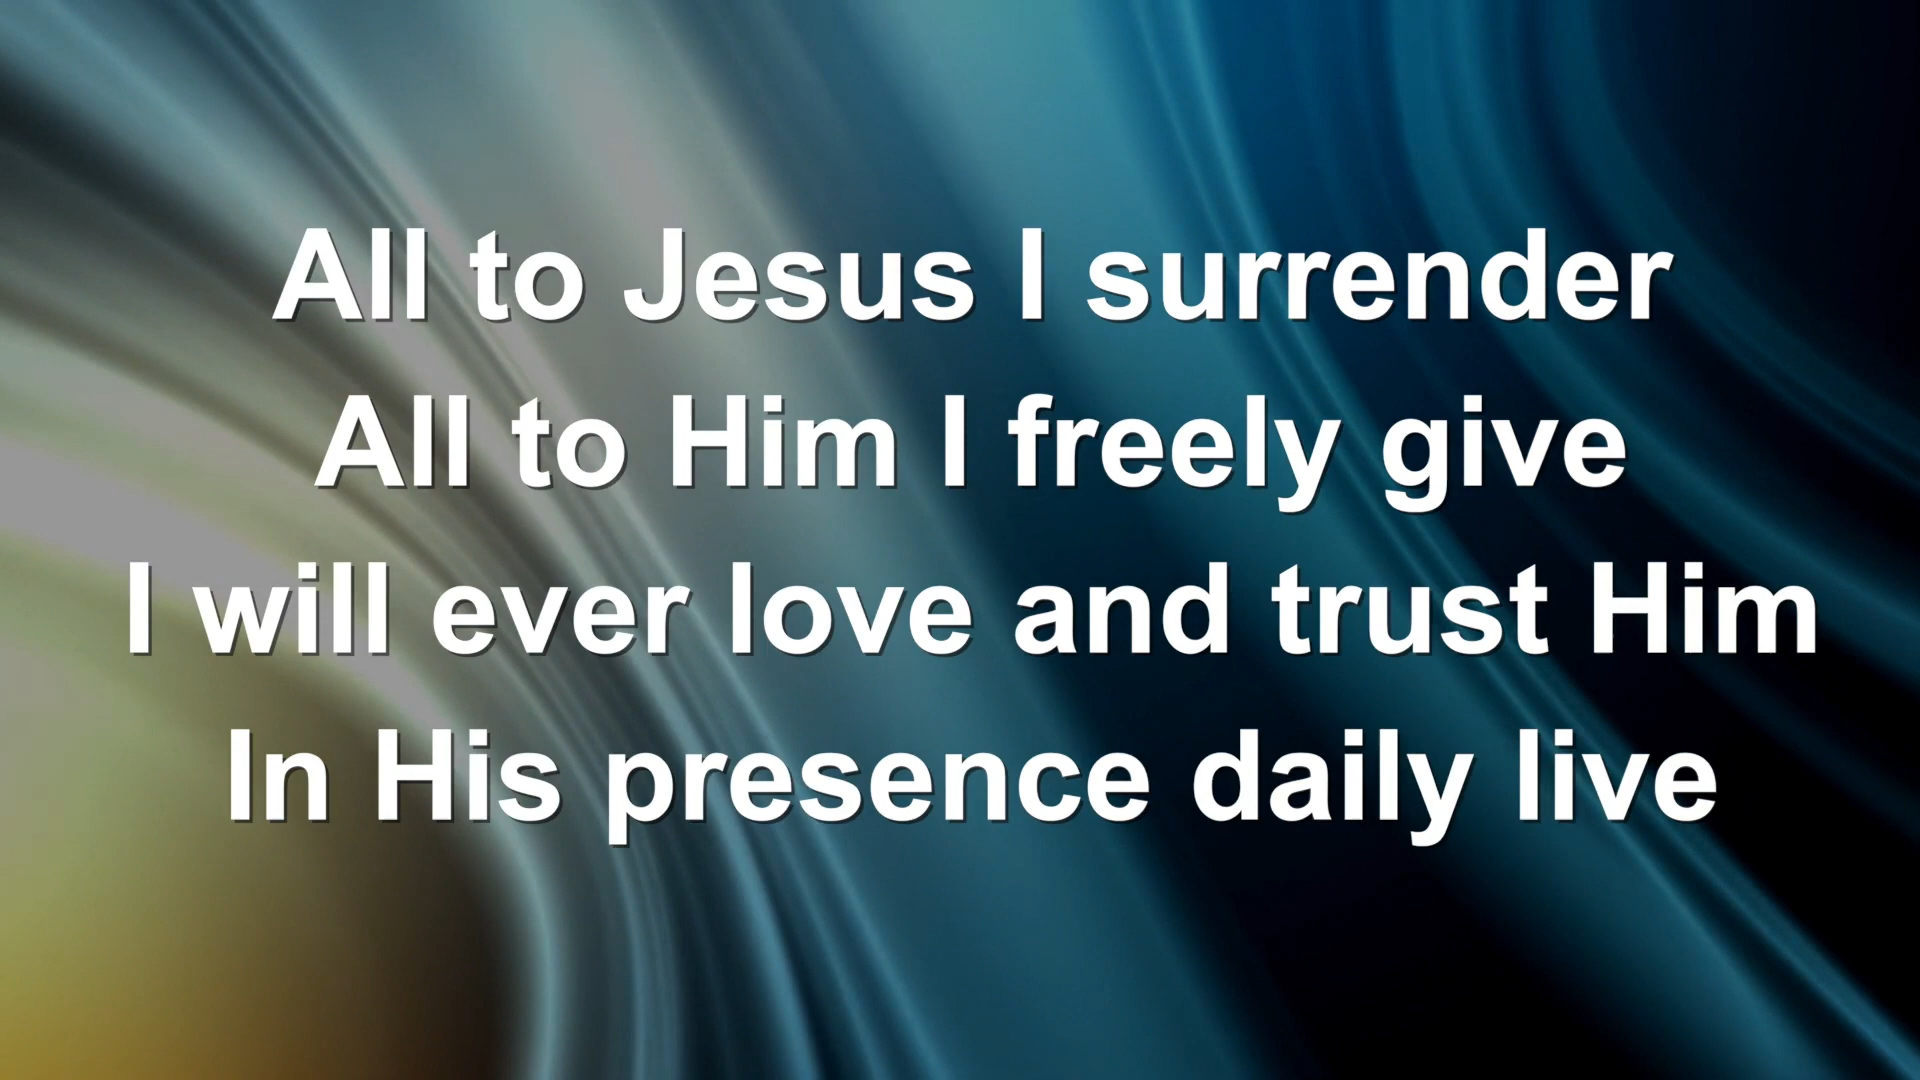 All to Jesus I surrender
All to Him I freely give
I will ever love and trust Him
In His presence daily live